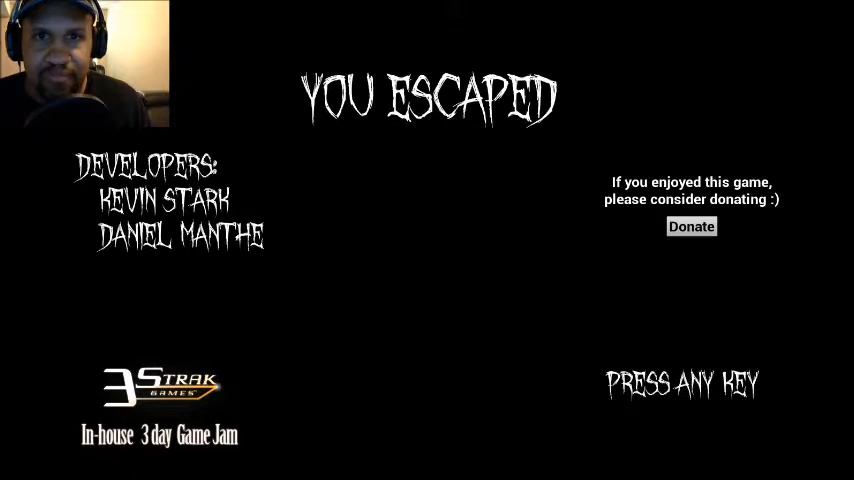 YOU ESCAPED
DEVELOPERS:
KEVIN STARK
DANIEL MANTHE
If you enjoyed this game,
please consider donating :)
Donate
3 STRAK
GAMES
In-house 3 day Game Jam
PRESS ANY KEY